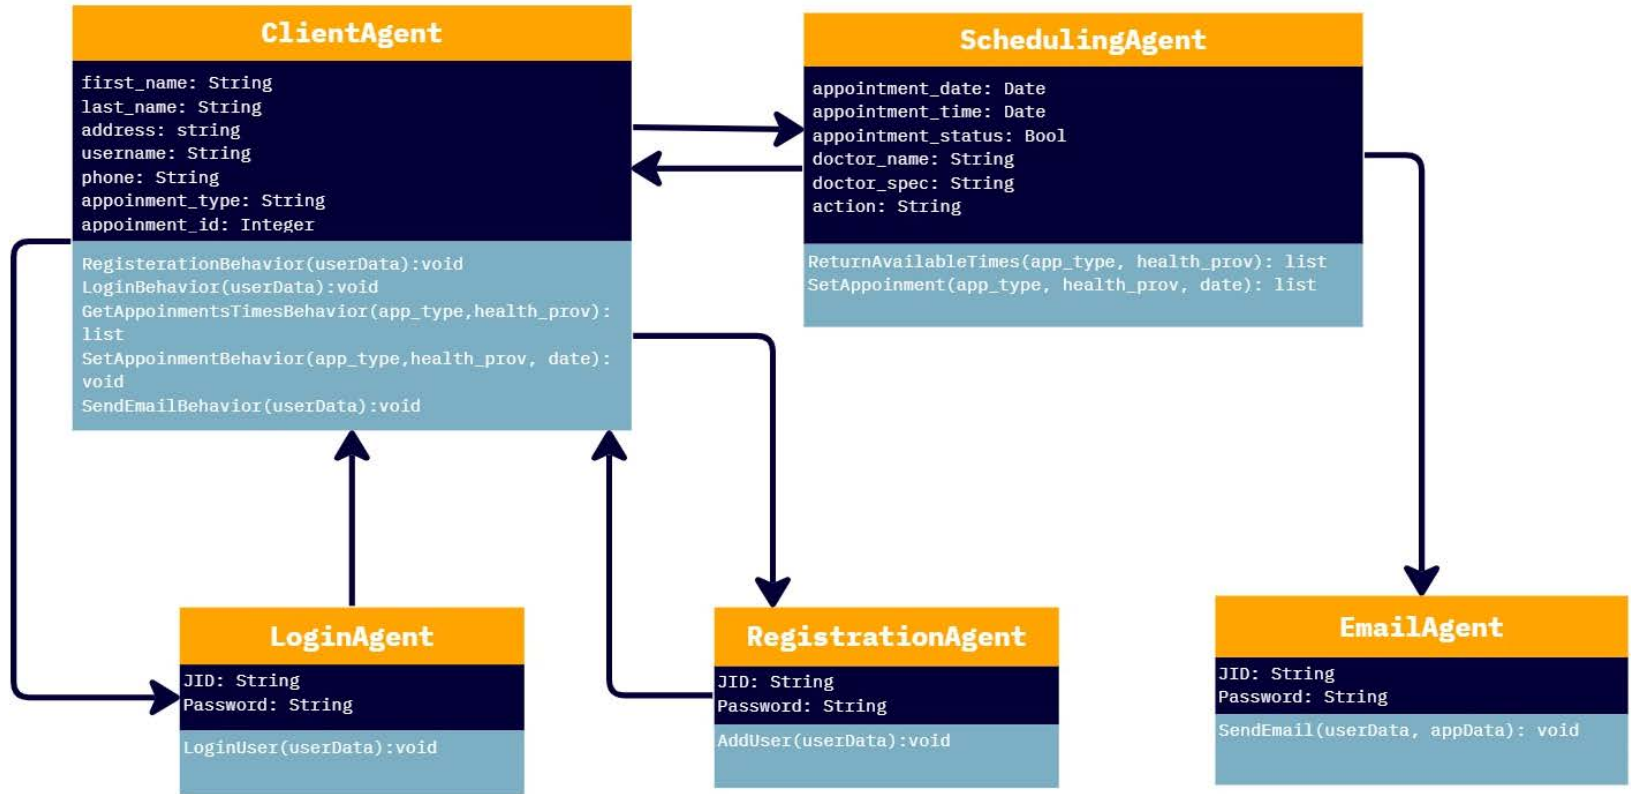 ClientAgent
first_name: String
last_name: String
address: string
username: String
phone: String
appoinment_type: String
appoinment_id: Integer
RegisterationBehavior(userData):void
LoginBehavior(userData):void
GetAppoinmentsTimesBehavior(app_type,health_prov):
list
SetAppoinmentBehavior(app_type,health_prov, date):
void
SendEmailBehavior(userData):void
SchedulingAgent
appointment_date: Date
appointment_time: Date
appointment_status: Bool
doctor_name: String
doctor_spec: String
action: String
ReturnAvailableTimes(app_type, health_prov): list
SetAppoinment(app_type, health_prov, date): list
LoginAgent
JID: String
Password: String
LoginUser(userData):void
RegistrationAgent
JID: String
Password: String
AddUser(userData):void
EmailAgent
JID: String
Password: String
SendEmail(userData, appData): void